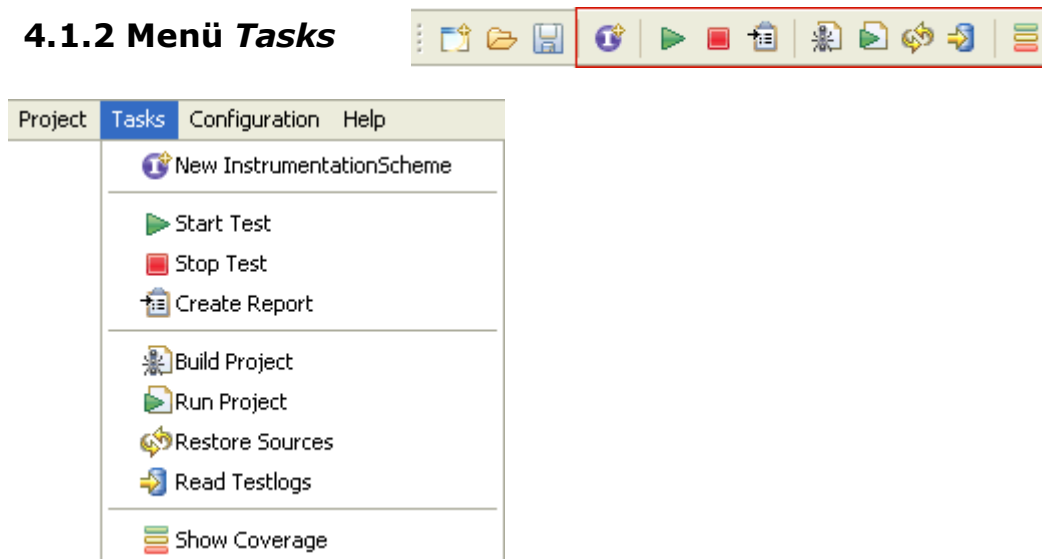 4.1.2 Menü Tasks
Project Tasks Configuration Help
New InstrumentationScheme
Start Test
Stop Test
Create Report
Build Project
Run Project
Restore Sources
Read Testlogs
Show Coverage